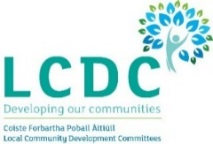 LCDC
Developing our communities
Coiste Forbartha Pobail Áitiúil
Local Community Development Committees